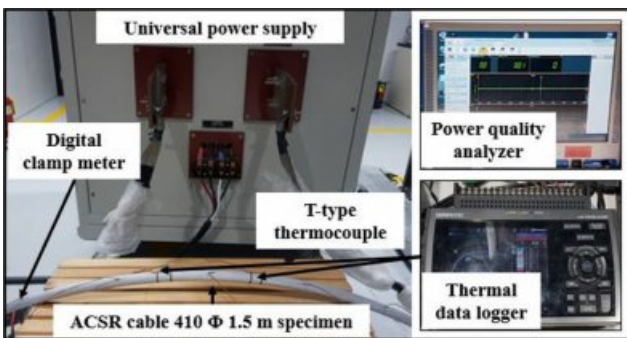 Universal power supply
Digital
clamp meter
T-type
thermocouple
ACSR cable 410 Φ 1.5 m specimen
Power quality
analyzer
Thermal
data logger